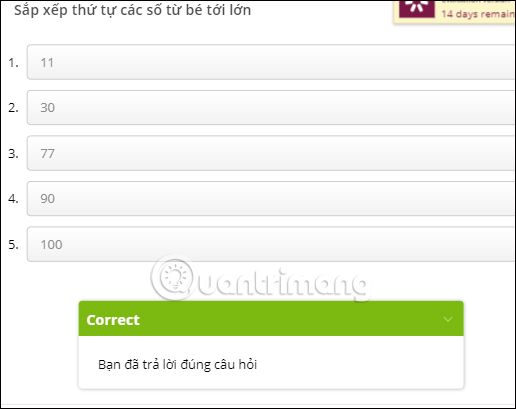 Sắp xếp thứ tự các số từ bé tới lớn
14 days remain
1. 11
2. 30
3. 77
4. 90
5. 100
Quantrimang
Correct
Bạn đã trả lời đúng câu hỏi